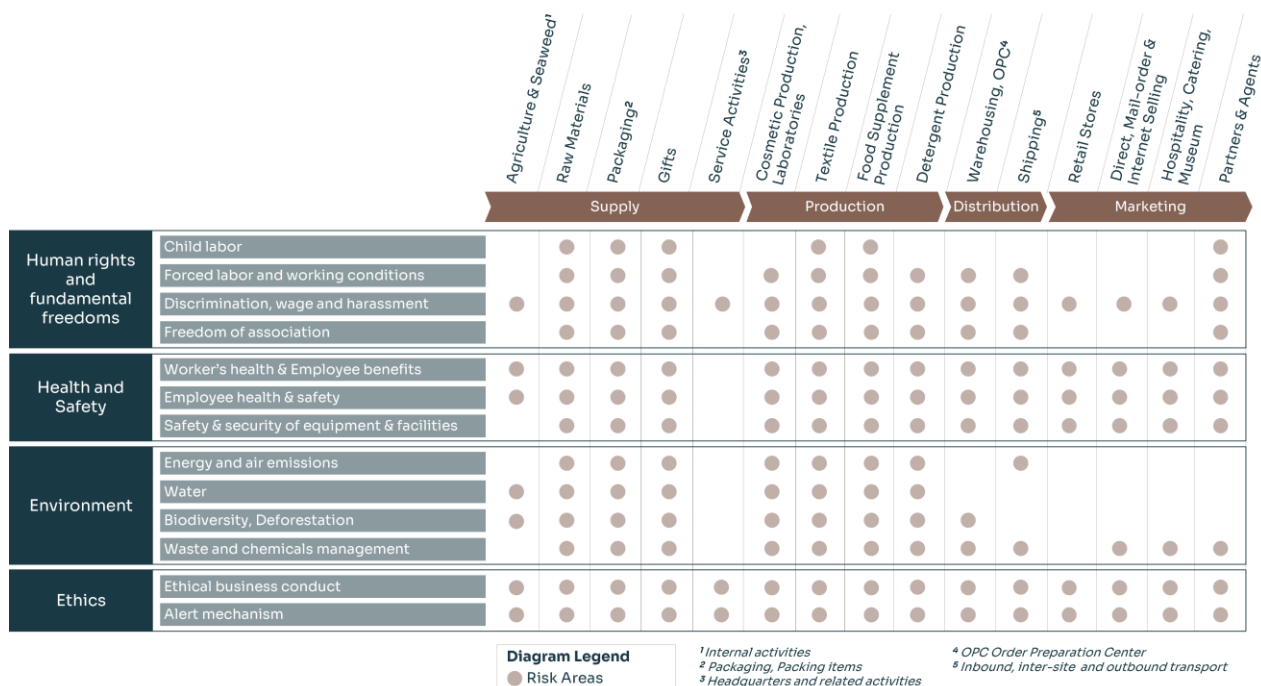 Agriculture & Seaweed¹
Raw Materials
Packaging²
Gifts
Service Activities³
Cosmetic Production,
Laboratories
Textile Production
Food Supplement
Production
Detergent Production
Warehousing, OPC⁴
Shipping⁵
Retail Stores
Direct, Mail-order &
Internet Selling
Hospitality, Catering,
Museum
Partners & Agents
Supply
Production
Distribution
Marketing
Human rights
and
fundamental
freedoms
Child labor
Forced labor and working conditions
Discrimination, wage and harassment
Freedom of association
Health and
Safety
Worker's health & Employee benefits
Employee health & safety
Safety & security of equipment & facilities
Environment
Energy and air emissions
Water
Biodiversity, Deforestation
Waste and chemicals management
Ethics
Ethical business conduct
Alert mechanism
Diagram Legend
Risk Areas
¹ Internal activities
² Packaging, Packing items
³ Headquarters and related activities
⁴ OPC Order Preparation Center
⁵ Inbound, inter-site and outbound transport